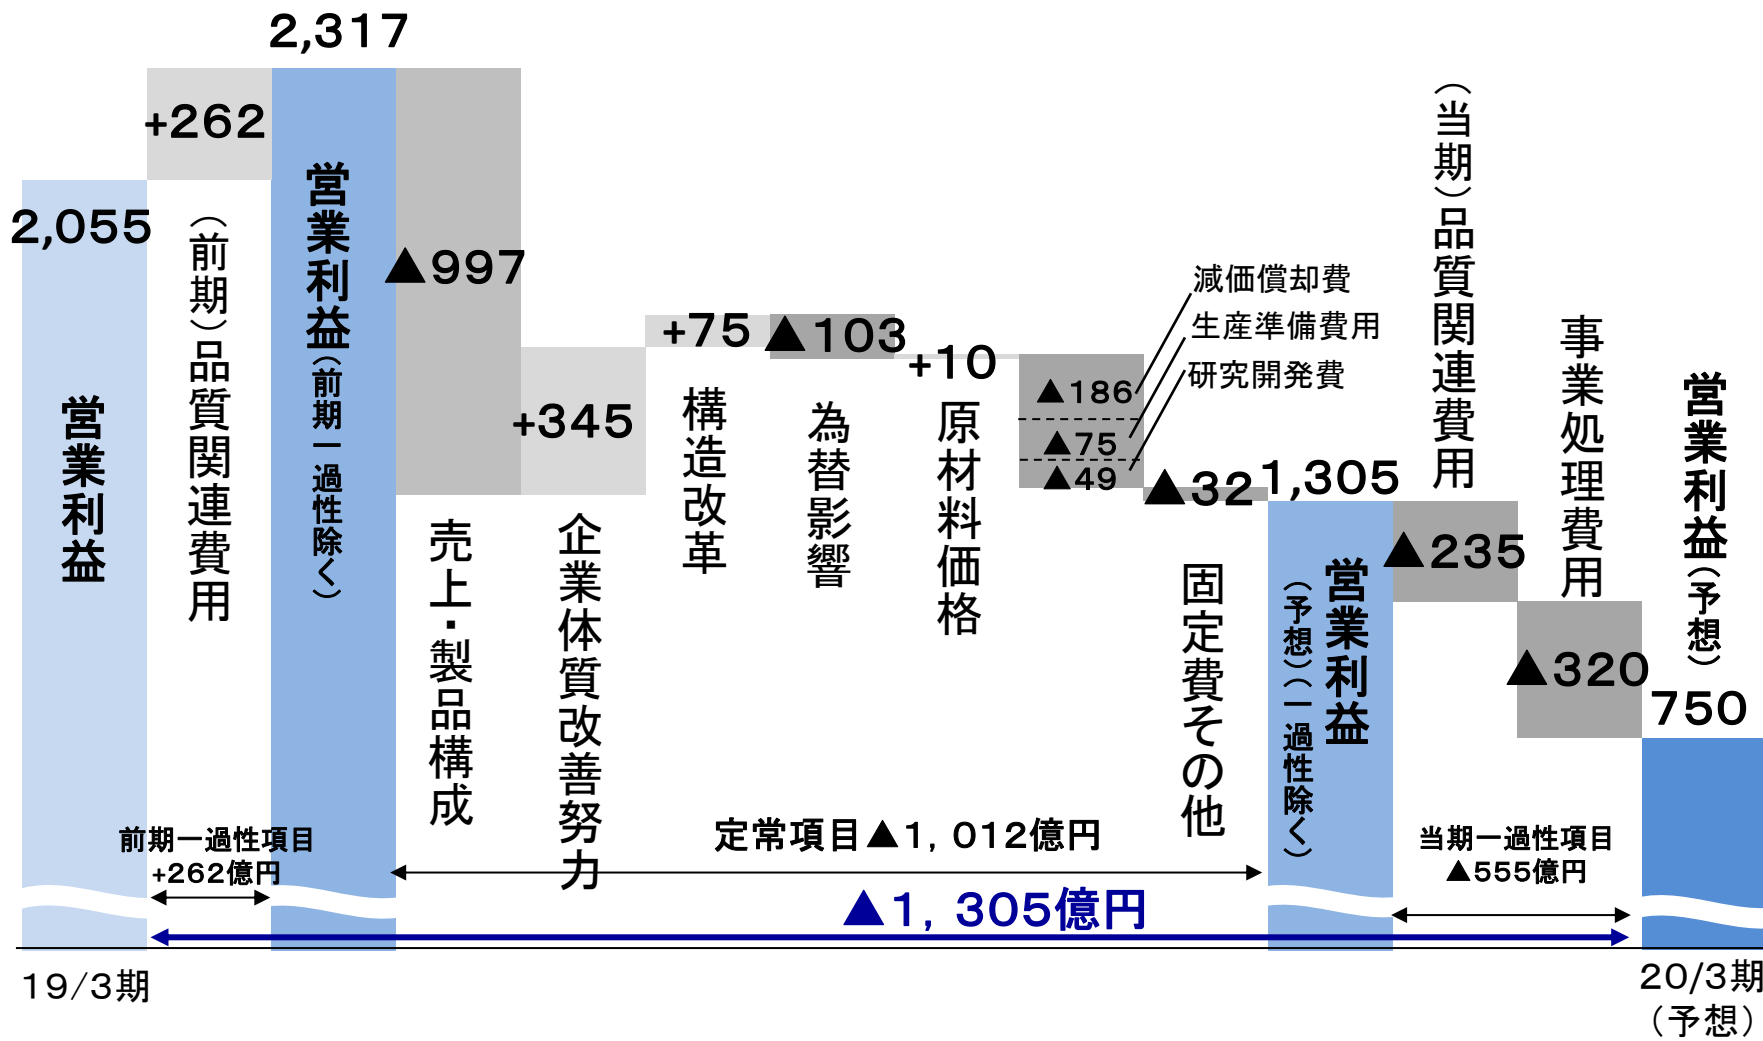 2,055
営業利益
+262
（前期）品質関連費用
2,317
営業利益（前期一過性除く）
▲997
売上・製品構成
+345
企業体質改善努力
+75
構造改革
▲103
為替影響
+10
原材料価格
減価償却費
生産準備費用
研究開発費
▲186
▲75
▲49
▲32
固定費その他
1,305
営業利益
（予想）（一過性除く）
（当期）品質関連費用
▲235
事業処理費用
▲320
営業利益（予想）
750
前期一過性項目
+262億円
定常項目▲1，012億円
当期一過性項目
▲555億円
▲1，305億円
19/3期
20/3期
（予想）